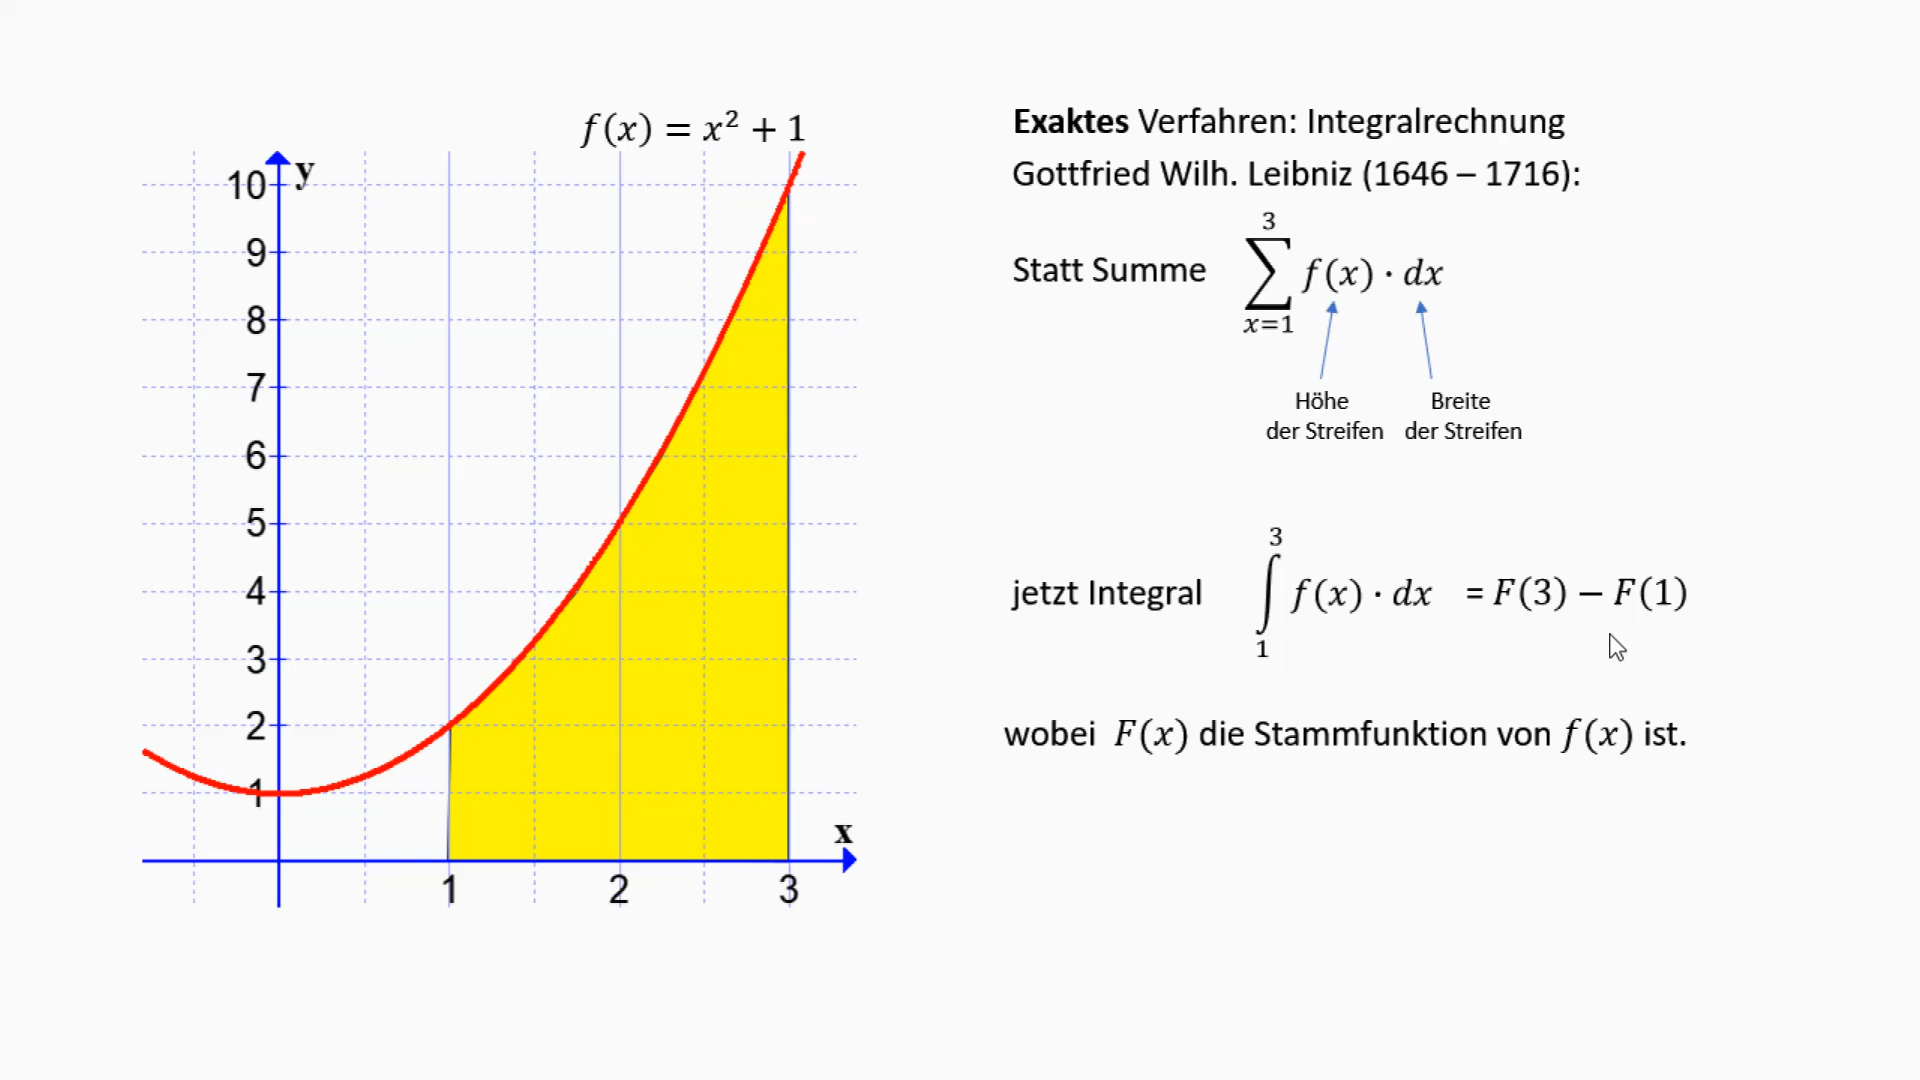 f(x) = x² + 1
y
10
9
8
7
6
5
4
3
2
1
x
1 2 3
Exaktes Verfahren: Integralrechnung
Gottfried Wilh. Leibniz (1646 – 1716):
3
Statt Summe ∑ f(x) · dx
x=1
Höhe Breite
der Streifen der Streifen
3
jetzt Integral ∫ f(x) · dx = F(3) − F(1)
1
wobei F(x) die Stammfunktion von f(x) ist.